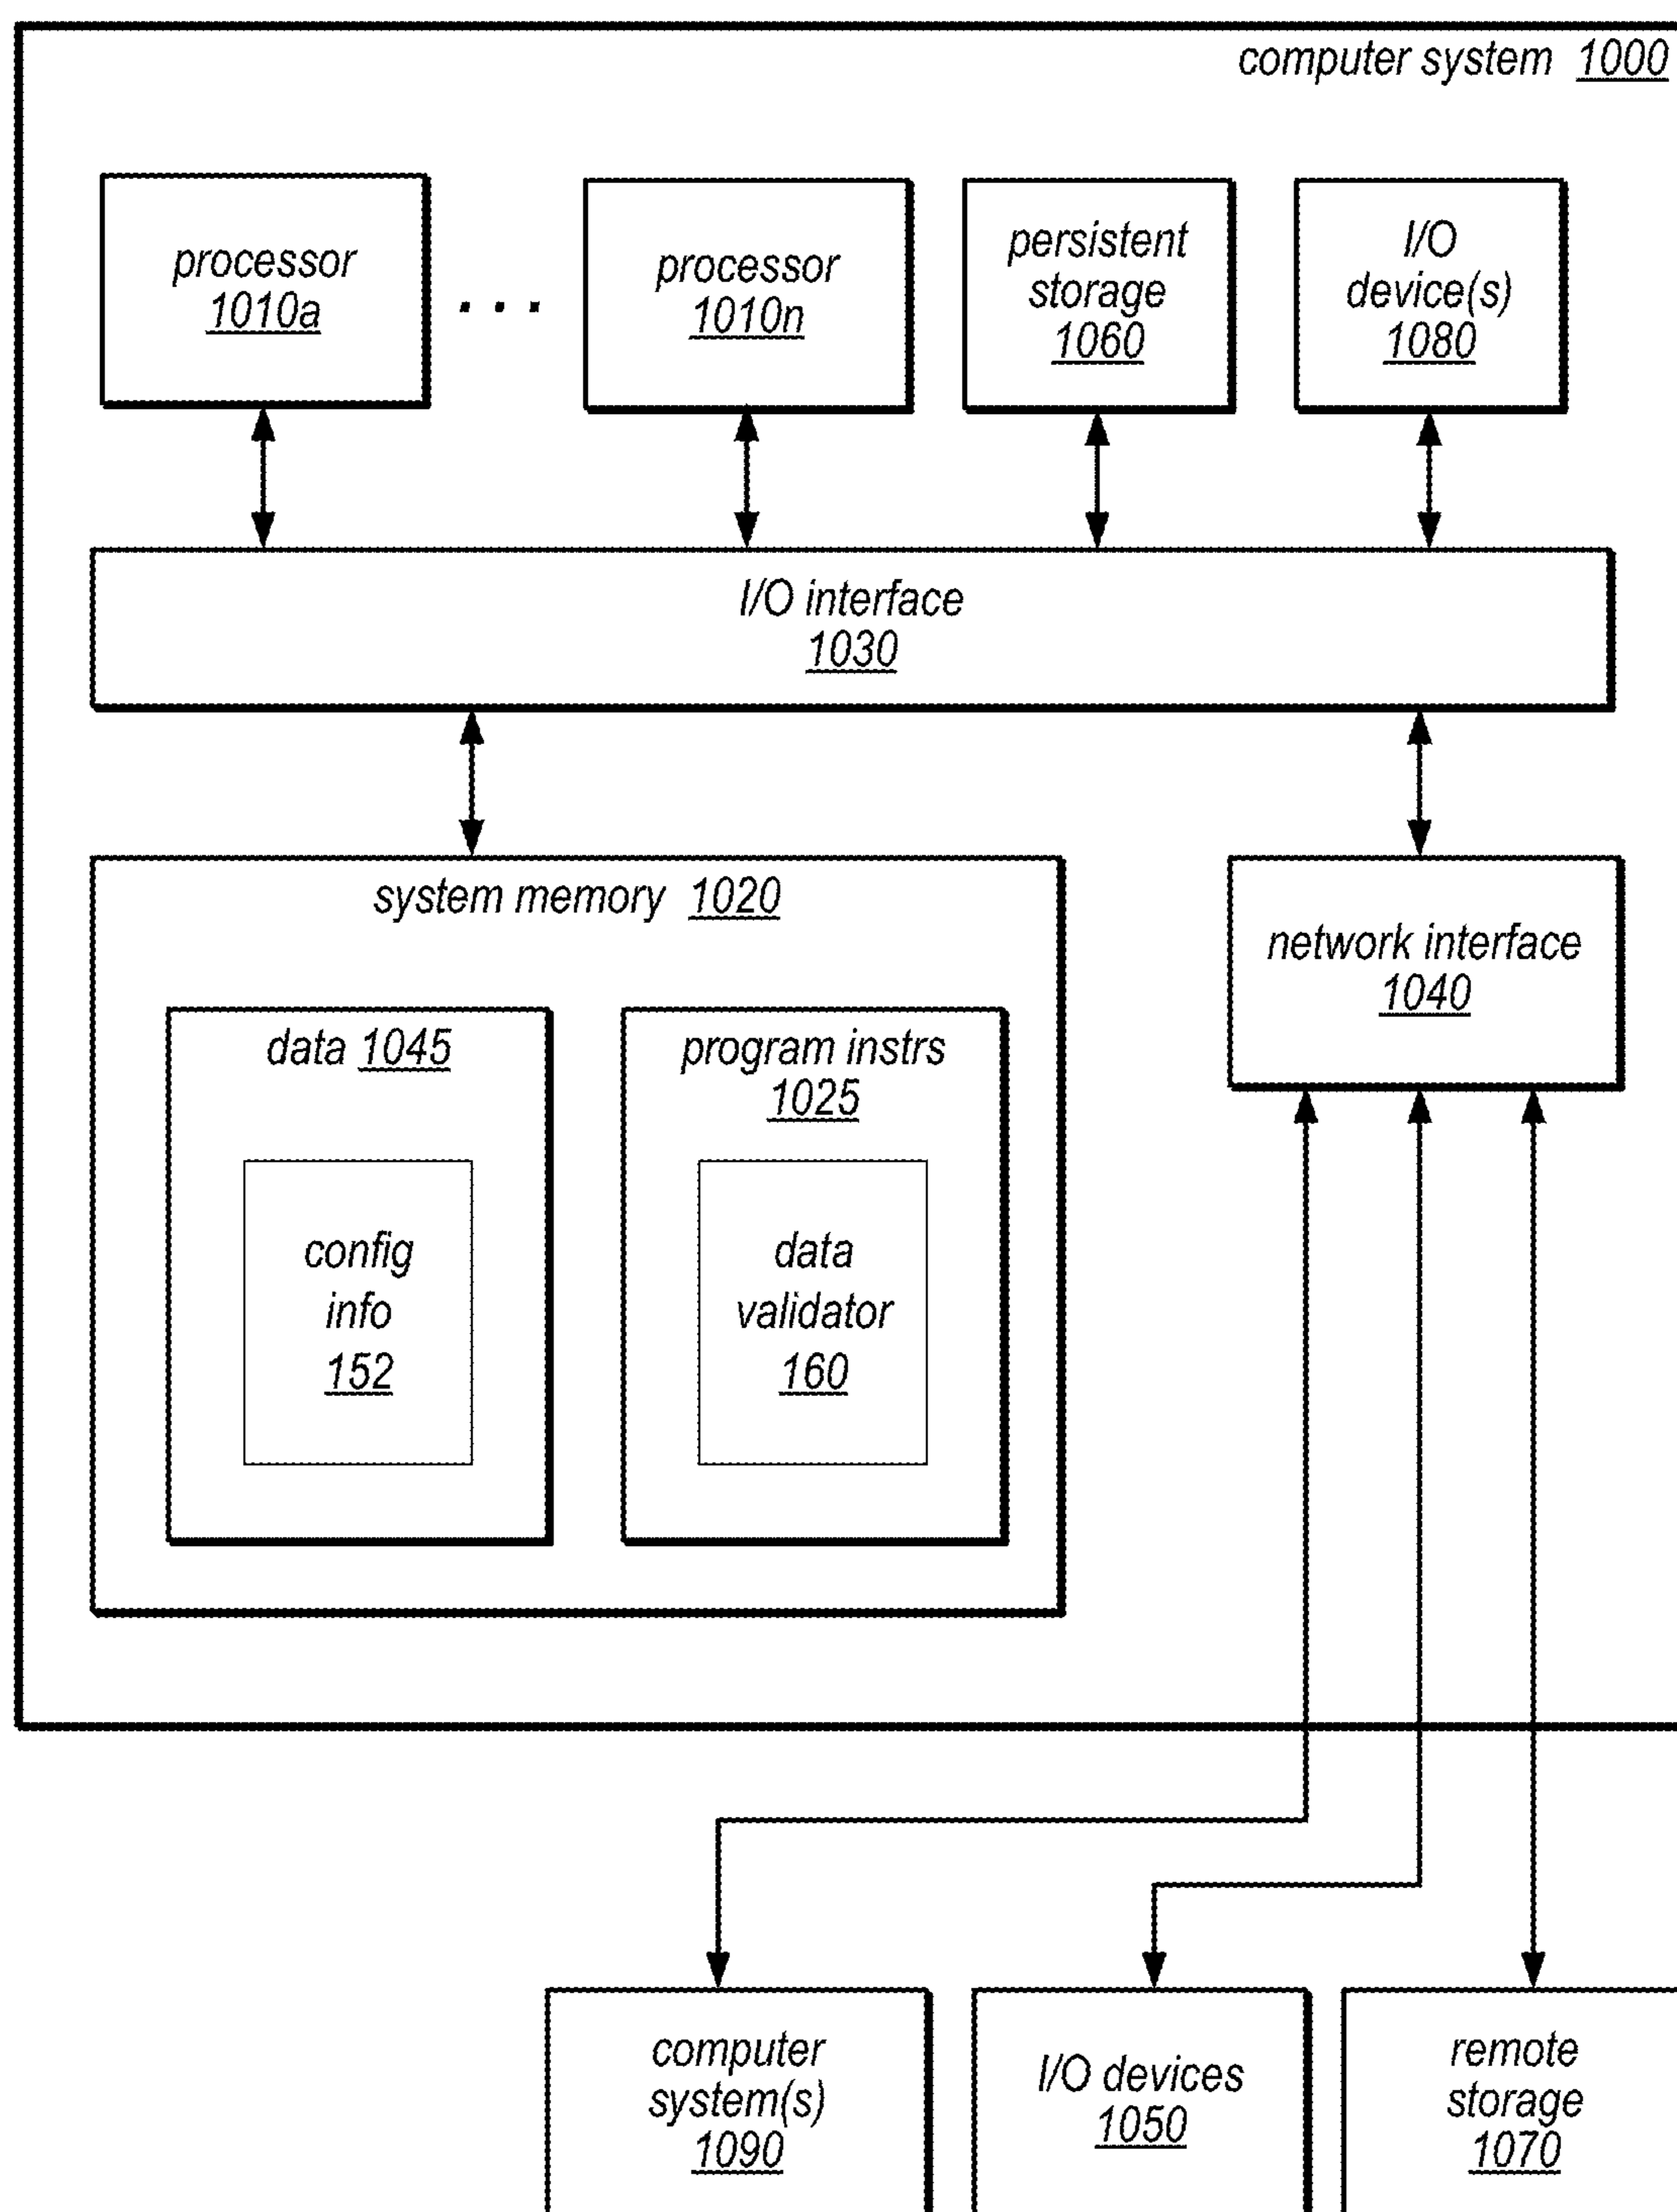 computer system 1000
processor
1010a
. . .
processor
1010n
persistent
storage
1060
I/O
device(s)
1080
I/O interface
1030
system memory 1020
data 1045
config
info
152
program instrs
1025
data
validator
160
network interface
1040
computer
system(s)
1090
I/O devices
1050
remote
storage
1070